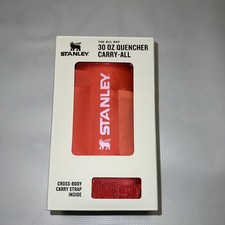 STANLEY
THE ALL DAY
30 OZ QUENCHER
CARRY-ALL
STANLEY
CROSS-BODY
CARRY STRAP
INSIDE